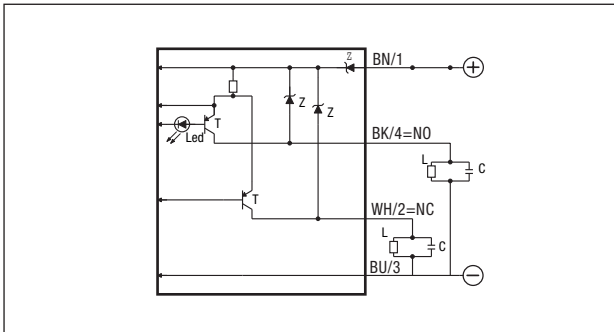 Z
BN/1
+
Z
Z
T
Led
BK/4=NO
L
C
T
WH/2=NC
L
C
BU/3
−